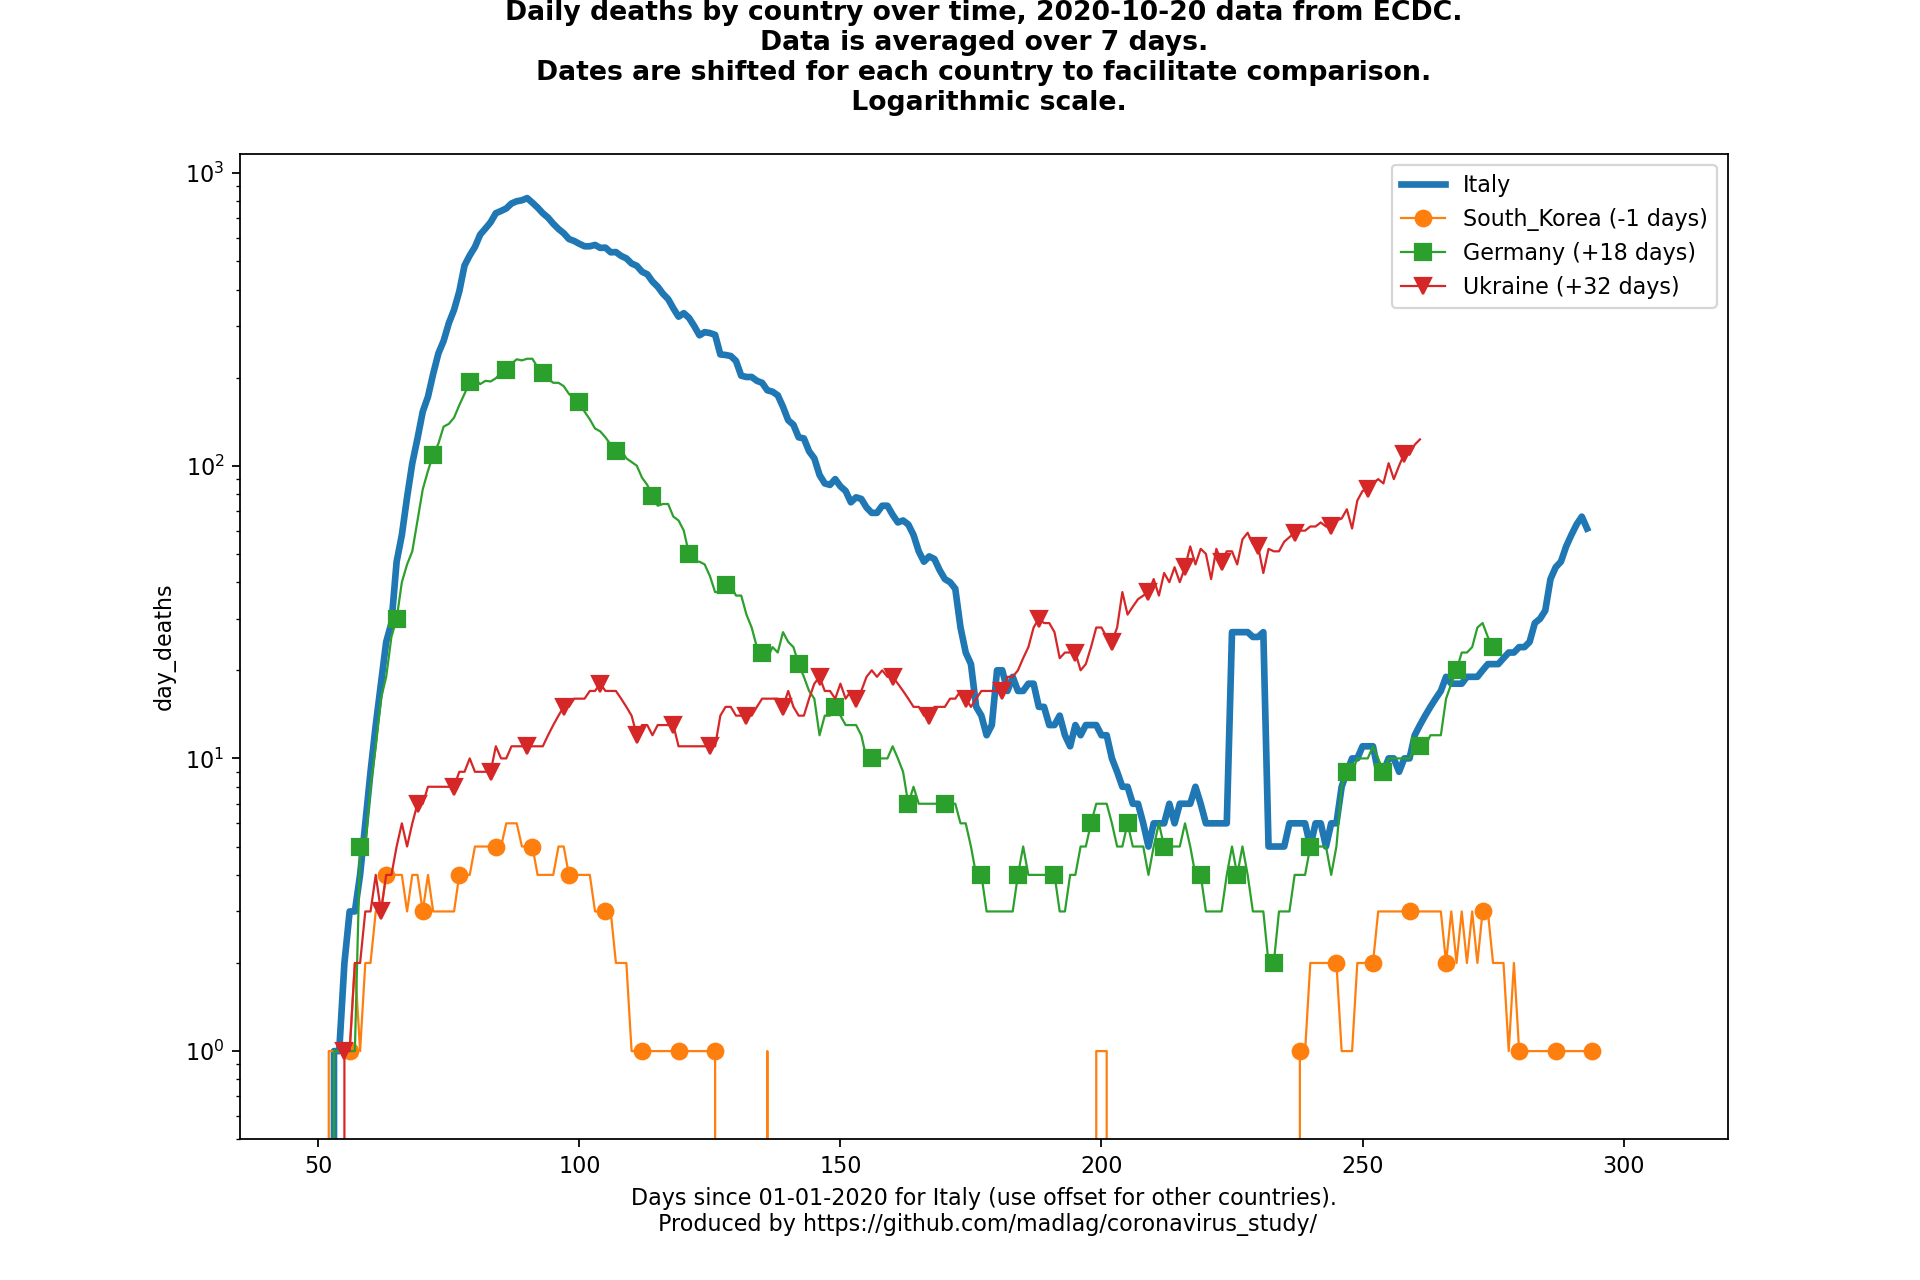 Daily deaths by country over time, 2020-10-20 data from ECDC.
Data is averaged over 7 days.
Dates are shifted for each country to facilitate comparison.
Logarithmic scale.
10³
10²
10¹
10⁰
day_deaths
Italy
South_Korea (-1 days)
Germany (+18 days)
Ukraine (+32 days)
50 100 150 200 250 300
Days since 01-01-2020 for Italy (use offset for other countries).
Produced by https://github.com/madlag/coronavirus_study/